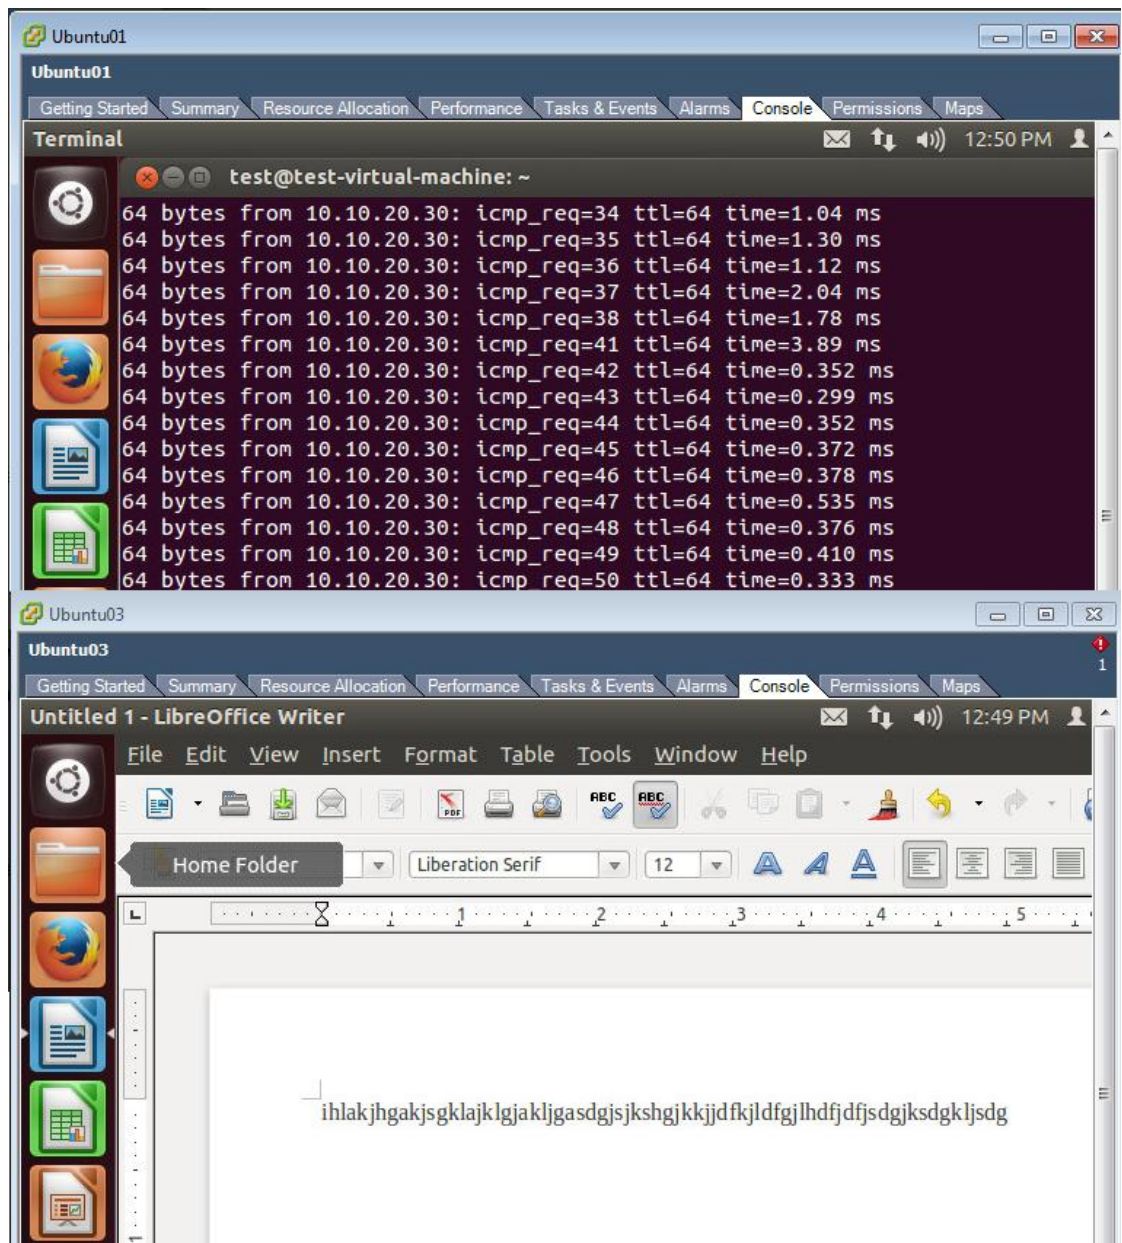 Ubuntu01
Ubuntu01
Getting Started Summary Resource Allocation Performance Tasks & Events Alarms Console Permissions Maps
Terminal 12:50 PM
test@test-virtual-machine: ~
64 bytes from 10.10.20.30: icmp_req=34 ttl=64 time=1.04 ms
64 bytes from 10.10.20.30: icmp_req=35 ttl=64 time=1.30 ms
64 bytes from 10.10.20.30: icmp_req=36 ttl=64 time=1.12 ms
64 bytes from 10.10.20.30: icmp_req=37 ttl=64 time=2.04 ms
64 bytes from 10.10.20.30: icmp_req=38 ttl=64 time=1.78 ms
64 bytes from 10.10.20.30: icmp_req=41 ttl=64 time=3.89 ms
64 bytes from 10.10.20.30: icmp_req=42 ttl=64 time=0.352 ms
64 bytes from 10.10.20.30: icmp_req=43 ttl=64 time=0.299 ms
64 bytes from 10.10.20.30: icmp_req=44 ttl=64 time=0.352 ms
64 bytes from 10.10.20.30: icmp_req=45 ttl=64 time=0.372 ms
64 bytes from 10.10.20.30: icmp_req=46 ttl=64 time=0.378 ms
64 bytes from 10.10.20.30: icmp_req=47 ttl=64 time=0.535 ms
64 bytes from 10.10.20.30: icmp_req=48 ttl=64 time=0.376 ms
64 bytes from 10.10.20.30: icmp_req=49 ttl=64 time=0.410 ms
64 bytes from 10.10.20.30: icmp_req=50 ttl=64 time=0.333 ms
Ubuntu03
Ubuntu03
1
Getting Started Summary Resource Allocation Performance Tasks & Events Alarms Console Permissions Maps
Untitled 1 - LibreOffice Writer 12:49 PM
File Edit View Insert Format Table Tools Window Help
PDF ABC ABC
Home Folder Liberation Serif 12 A A A
1 2 3 4 5
ihlakjhgakjsgklajklgjakljgasdgjsjkshgjkkjjdfkjldfgjlhdfjdfjsdgjksdgkljsdg
1